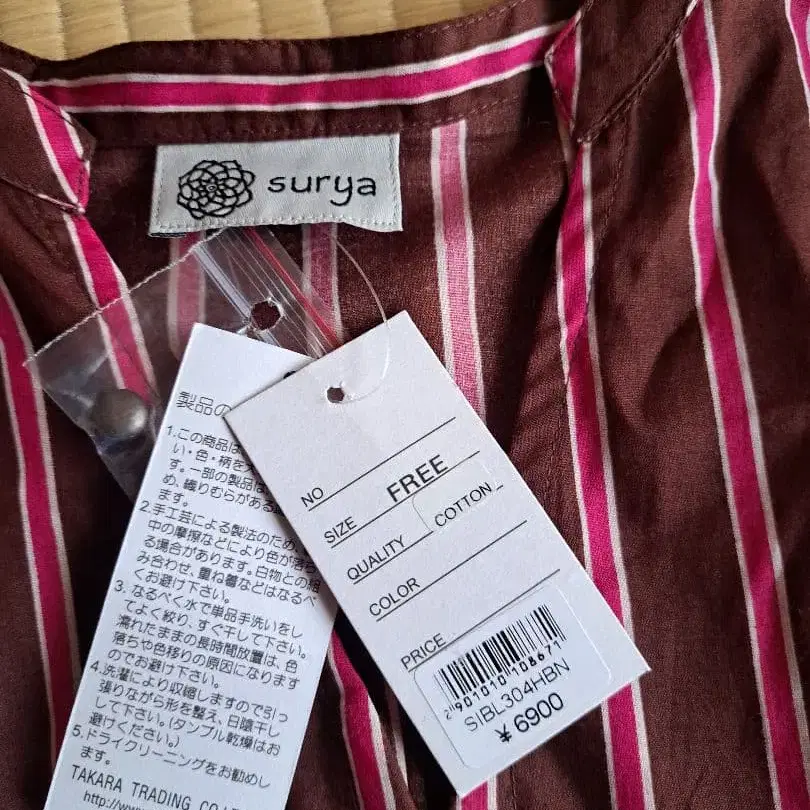 surya
製品の
1.この商品は
い・色・柄を
す。一部の製品は、
め、織りむらがある
ます。
2.手工芸による製法のため、
中の摩擦などにより色が落ち
る場合があります。白物との組
み合わせ、重ね着などはなるべ
くお避け下さい。
3. なるべく水で単品手洗いをし
てよく絞り、すぐ干して下さい。
濡れたままの長時間放置は、色
落ちや色移りの原因になります
のでお避け下さい。
4.洗濯により収縮しますので引っ
張りながら形を整え、日陰干し
して下さい。(タンブル乾燥はお
避けください。)
5.ドライクリーニングをお勧めし
ます。
TAKARA TRADING CO.
http://www
NO
SIZE FREE
QUALITY COTTON
COLOR
PRICE
2901010108671
SIBL304HBN
¥6900